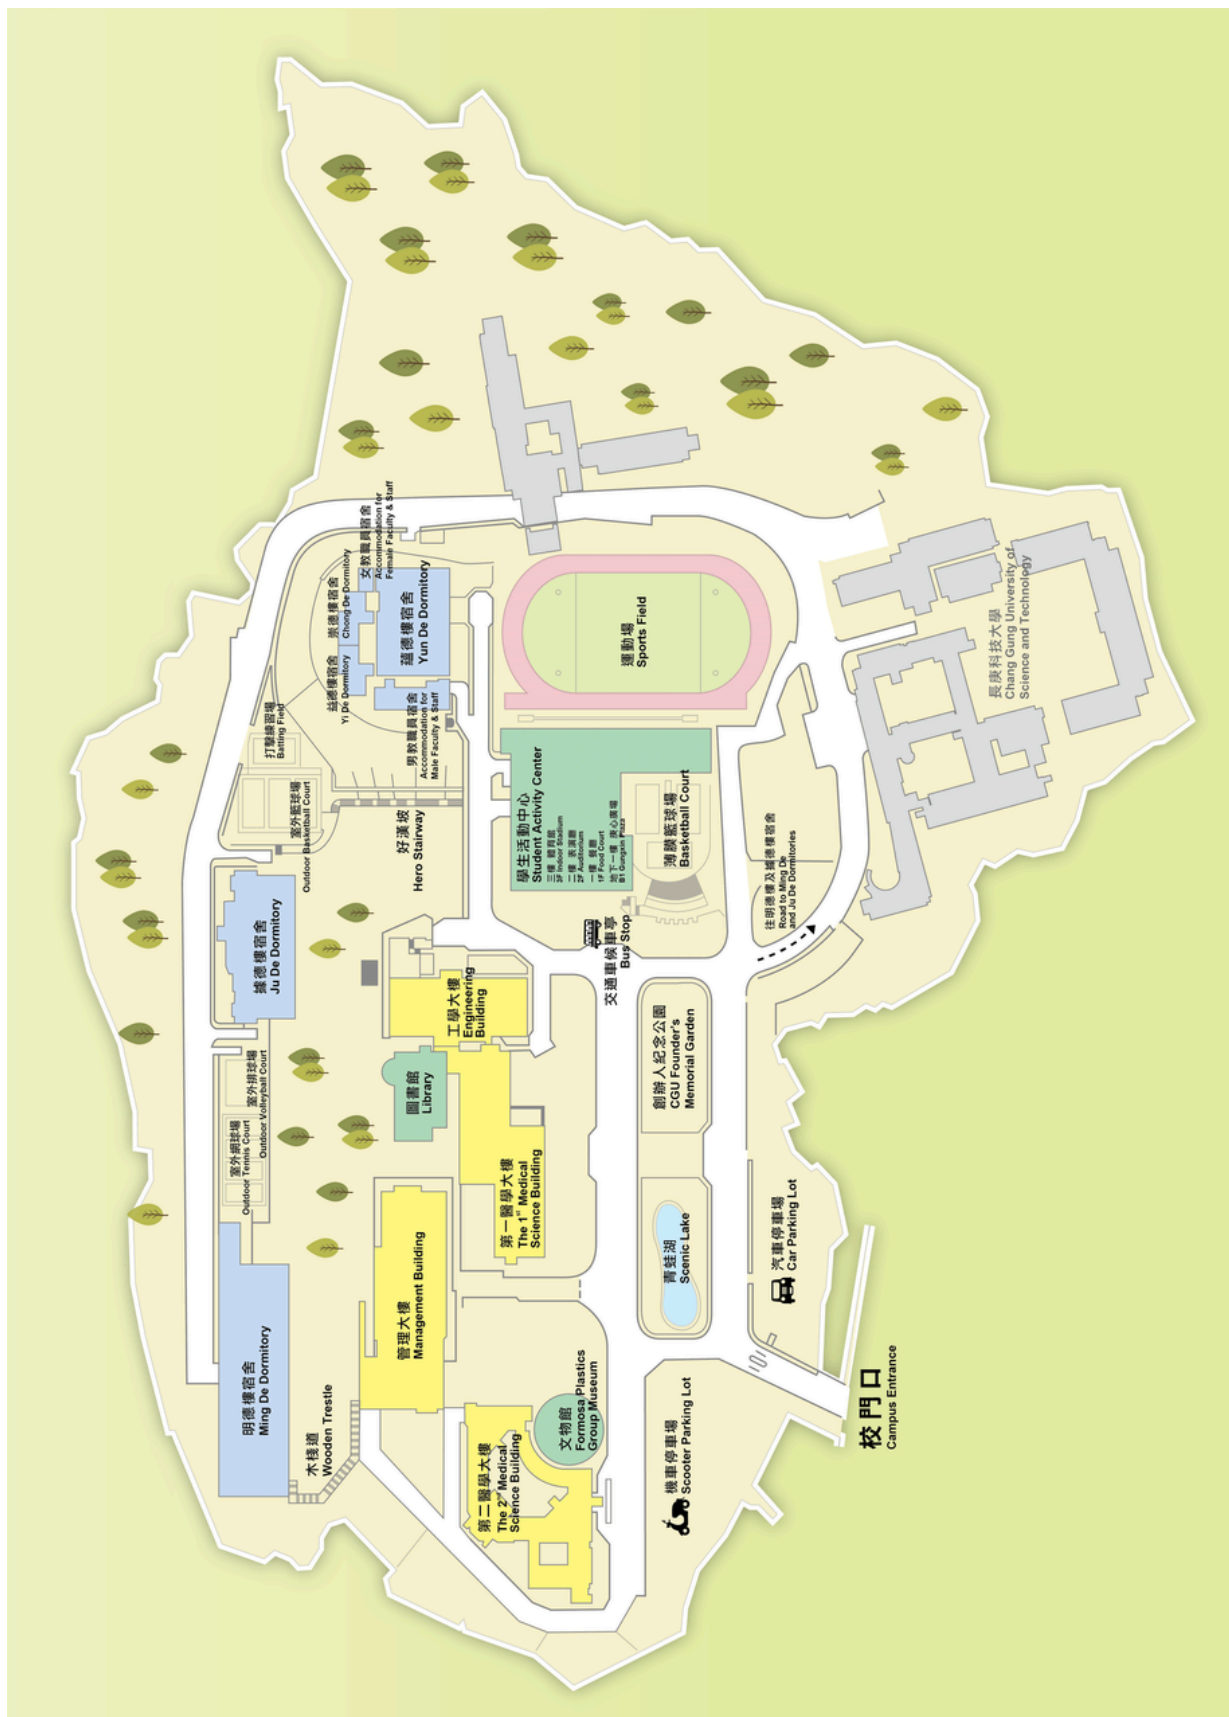 女教職員宿舍
Accommodation for
Female Faculty & Staff
崇德樓宿舍
Chong De Dormitory
蘊德樓宿舍
Yun De Dormitory
益德樓宿舍
Yi De Dormitory
男教職員宿舍
Accommodation for
Male Faculty & Staff
打擊練習場
Batting Field
室外籃球場
Outdoor Basketball Court
好漢坡
Hero Stairway
據德樓宿舍
Ju De Dormitory
室外排球場
Outdoor Volleyball Court
室外網球場
Outdoor Tennis Court
明德樓宿舍
Ming De Dormitory
木棧道
Wooden Trestle
運動場
Sports Field
學生活動中心
Student Activity Center
三樓 體育館
3F Indoor Stadium
二樓 表演廳
2F Auditorium
一樓 餐廳
1F Food Court
地下一樓 庚心廣場
B1 Gungxin Plaza
薄膜籃球場
Basketball Court
交通車候車亭
Bus Stop
工學大樓
Engineering
Building
圖書館
Library
第一醫學大樓
The 1st Medical
Science Building
管理大樓
Management Building
第二醫學大樓
The 2nd Medical
Science Building
文物館
Formosa Plastics
Group Museum
創辦人紀念公園
CGU Founder's
Memorial Garden
青蛙湖
Scenic Lake
往明德樓及據德樓宿舍
Road to Ming De
and Ju De Dormitories
長庚科技大學
Chang Gung University of
Science and Technology
汽車停車場
Car Parking Lot
機車停車場
Scooter Parking Lot
校門口
Campus Entrance